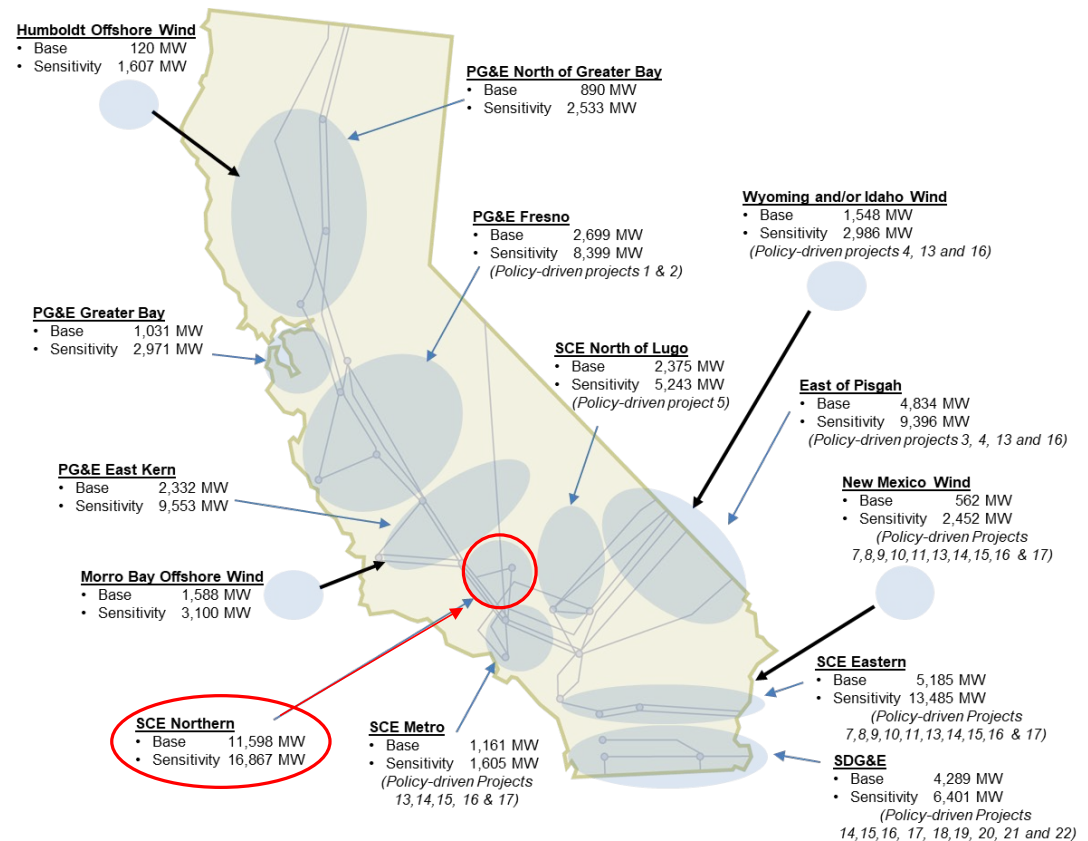 Humboldt Offshore Wind
• Base 120 MW
• Sensitivity 1,607 MW
PG&E North of Greater Bay
• Base 890 MW
• Sensitivity 2,533 MW
Wyoming and/or Idaho Wind
• Base 1,548 MW
• Sensitivity 2,986 MW
(Policy-driven projects 4, 13 and 16)
PG&E Fresno
• Base 2,699 MW
• Sensitivity 8,399 MW
(Policy-driven projects 1 & 2)
PG&E Greater Bay
• Base 1,031 MW
• Sensitivity 2,971 MW
SCE North of Lugo
• Base 2,375 MW
• Sensitivity 5,243 MW
(Policy-driven project 5)
East of Pisgah
• Base 4,834 MW
• Sensitivity 9,396 MW
(Policy-driven projects 3, 4, 13 and 16)
PG&E East Kern
• Base 2,332 MW
• Sensitivity 9,553 MW
New Mexico Wind
• Base 562 MW
• Sensitivity 2,452 MW
(Policy-driven Projects
7,8,9,10,11,13,14,15,16 & 17)
Morro Bay Offshore Wind
• Base 1,588 MW
• Sensitivity 3,100 MW
SCE Eastern
• Base 5,185 MW
• Sensitivity 13,485 MW
(Policy-driven Projects
7,8,9,10,11,13,14,15,16 & 17)
SCE Northern
• Base 11,598 MW
• Sensitivity 16,867 MW
SCE Metro
• Base 1,161 MW
• Sensitivity 1,605 MW
(Policy-driven Projects
13,14,15, 16 & 17)
SDG&E
• Base 4,289 MW
• Sensitivity 6,401 MW
(Policy-driven Projects
14,15,16, 17, 18,19, 20, 21 and 22)